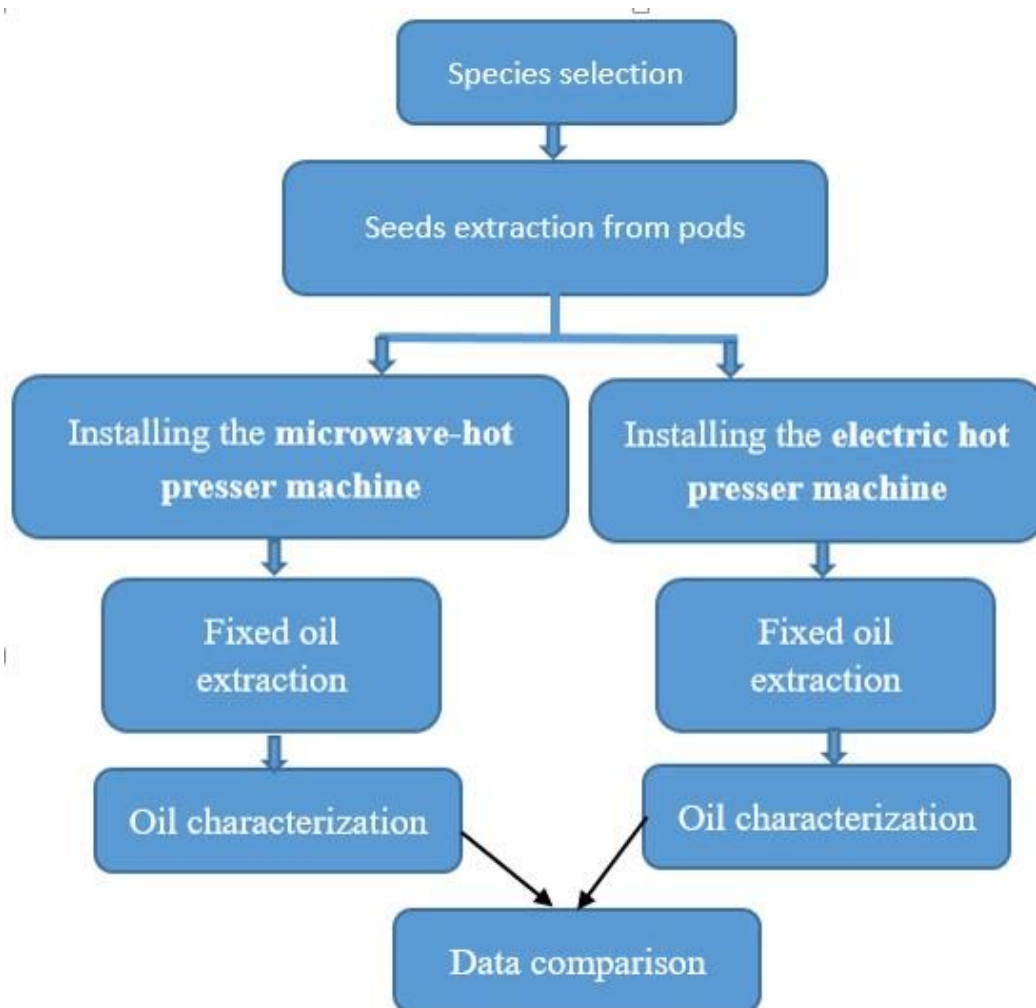 Species selection
Seeds extraction from pods
Installing the microwave-hot
presser machine
Installing the electric hot
presser machine
Fixed oil
extraction
Fixed oil
extraction
Oil characterization
Oil characterization
Data comparison